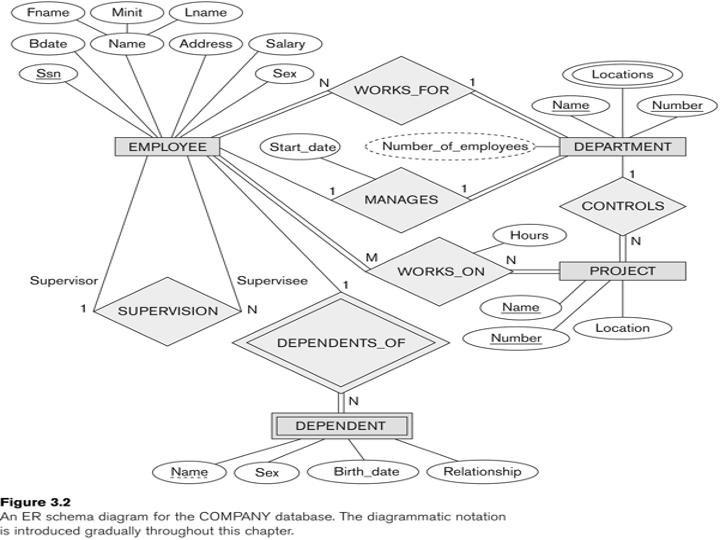 Fname Minit Lname
Bdate Name Address Salary
Ssn Sex
N WORKS_FOR 1
Locations
Name Number
EMPLOYEE Start_date Number_of_employees DEPARTMENT
1 MANAGES 1
1
CONTROLS
N
Hours
M WORKS_ON N PROJECT
Supervisor Supervisee
1 SUPERVISION N
1
Name
Number Location
DEPENDENTS_OF
N
DEPENDENT
Name Sex Birth_date Relationship
Figure 3.2
An ER schema diagram for the COMPANY database. The diagrammatic notation
is introduced gradually throughout this chapter.